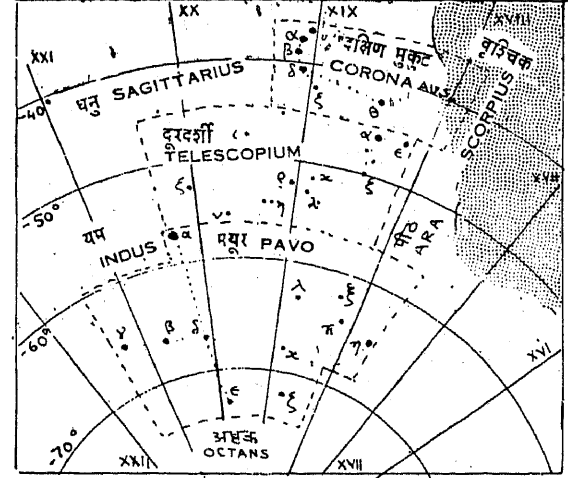 XX
XIX
XVIII
XXI
α
β
δ
दक्षिण मुकुट
CORONA AUS
वृश्चिक
SCORPIUS
धनु SAGITTARIUS
-40°
ξ
θ
दूरदर्शी
TELESCOPIUM
α
ε
ξ
ρ
η
χ
λ
ξ
ν
XVII
-50°
यम
INDUS
α
मयूर PAVO
पीठ
ARA
λ
ξ
π
η
-60°
γ
β
δ
χ
XVI
ε
ξ
-70°
अष्टक
OCTANS
XXII
XVII